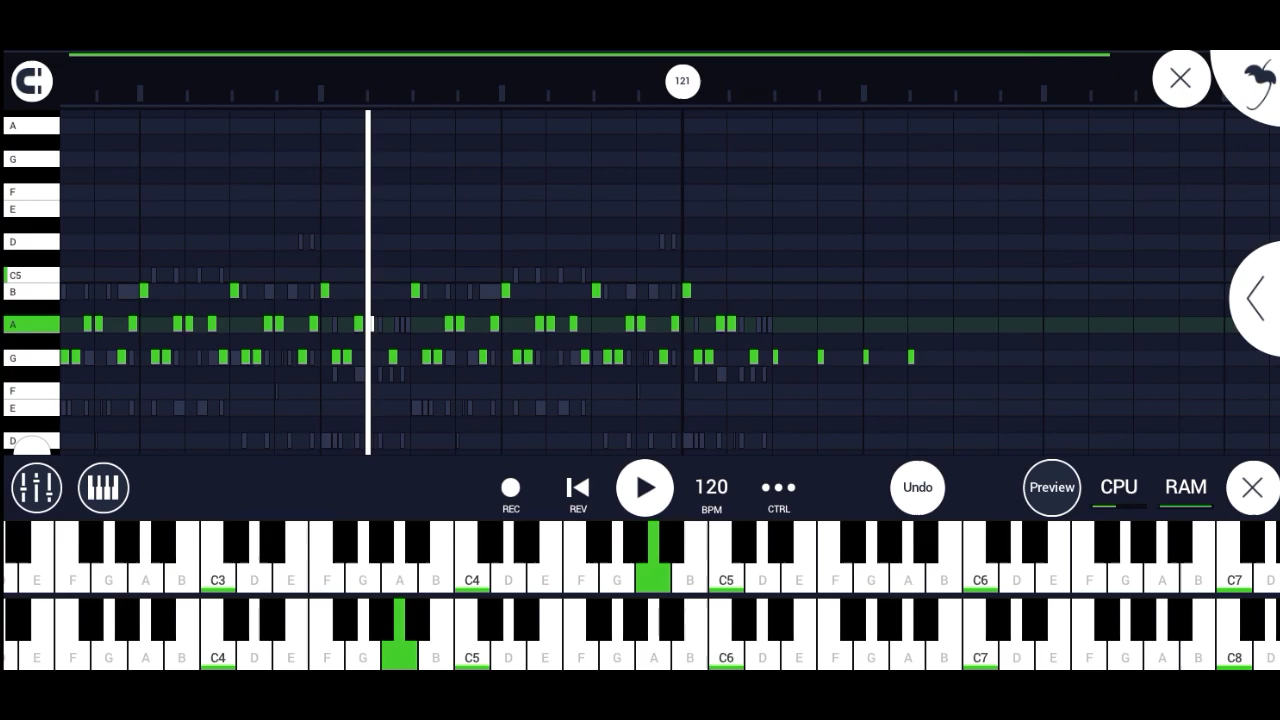 121
A
G
F
E
D
C5
B
A
G
F
E
D
REC
REV
120
BPM
CTRL
Undo
Preview
CPU
RAM
E F G A B C3 D E F G A B C4 D E F G B C5 D E F G A B C6 D E F G A B C7 D
E F G A B C4 D E F G B C5 D E F G A B C6 D E F G A B C7 D E F G A B C8 D